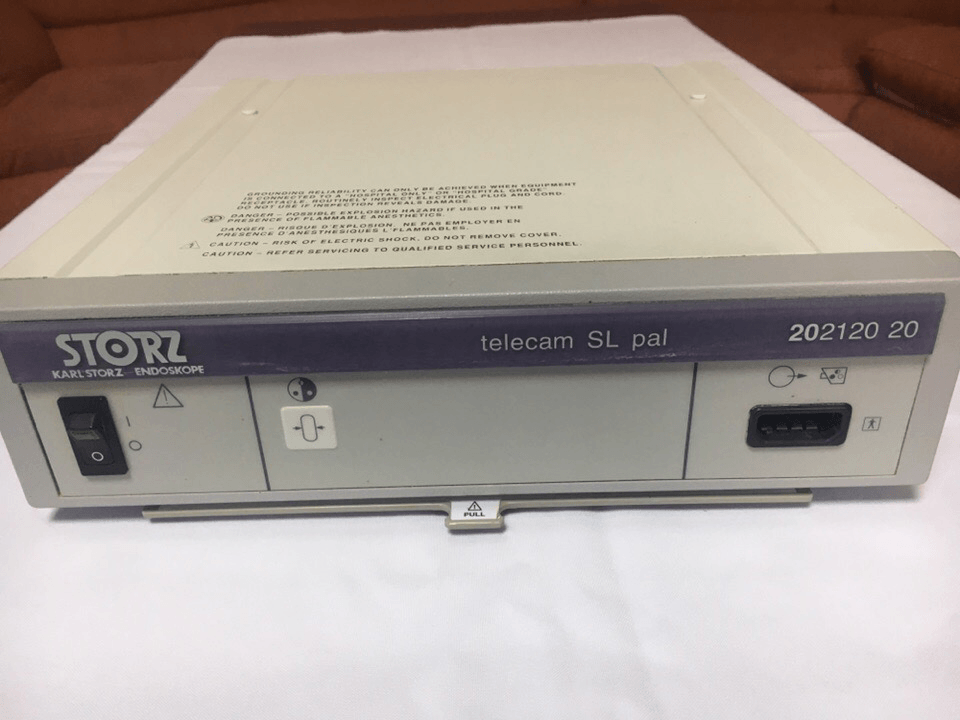 GROUNDING RELIABILITY CAN ONLY BE ACHIEVED WHEN EQUIPMENT
IS CONNECTED TO A "HOSPITAL ONLY" OR "HOSPITAL GRADE"
RECEPTACLE. ROUTINELY INSPECT ELECTRICAL PLUG AND CORD.
DO NOT USE IF INSPECTION REVEALS DAMAGE.
DANGER – POSSIBLE EXPLOSION HAZARD IF USED IN THE
PRESENCE OF FLAMMABLE ANESTHETICS.
DANGER – RISQUE D'EXPLOSION, NE PAS EMPLOYER EN
PRESENCE D'ANESTHESIQUES L'FLAMMABLES.
CAUTION – RISK OF ELECTRIC SHOCK, DO NOT REMOVE COVER.
CAUTION – REFER SERVICING TO QUALIFIED SERVICE PERSONNEL.
STORZ
KARL STORZ – ENDOSKOPE
telecam SL pal
202120 20
PULL